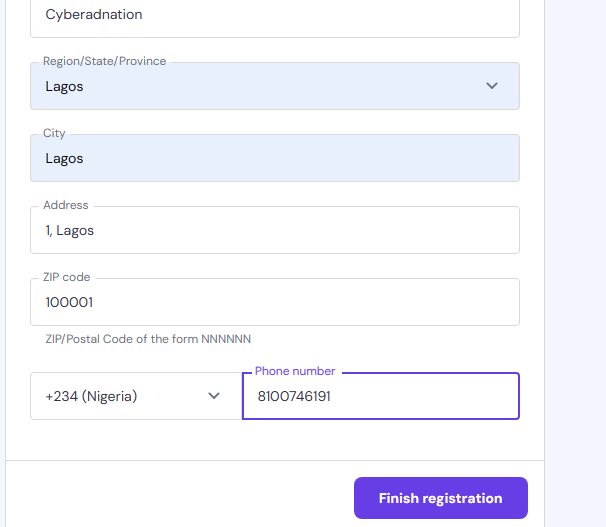 Cyberadnation
Region/State/Province
Lagos
City
Lagos
Address
1, Lagos
ZIP code
100001
ZIP/Postal Code of the form NNNNNN
Phone number
+234 (Nigeria) 8100746191
Finish registration